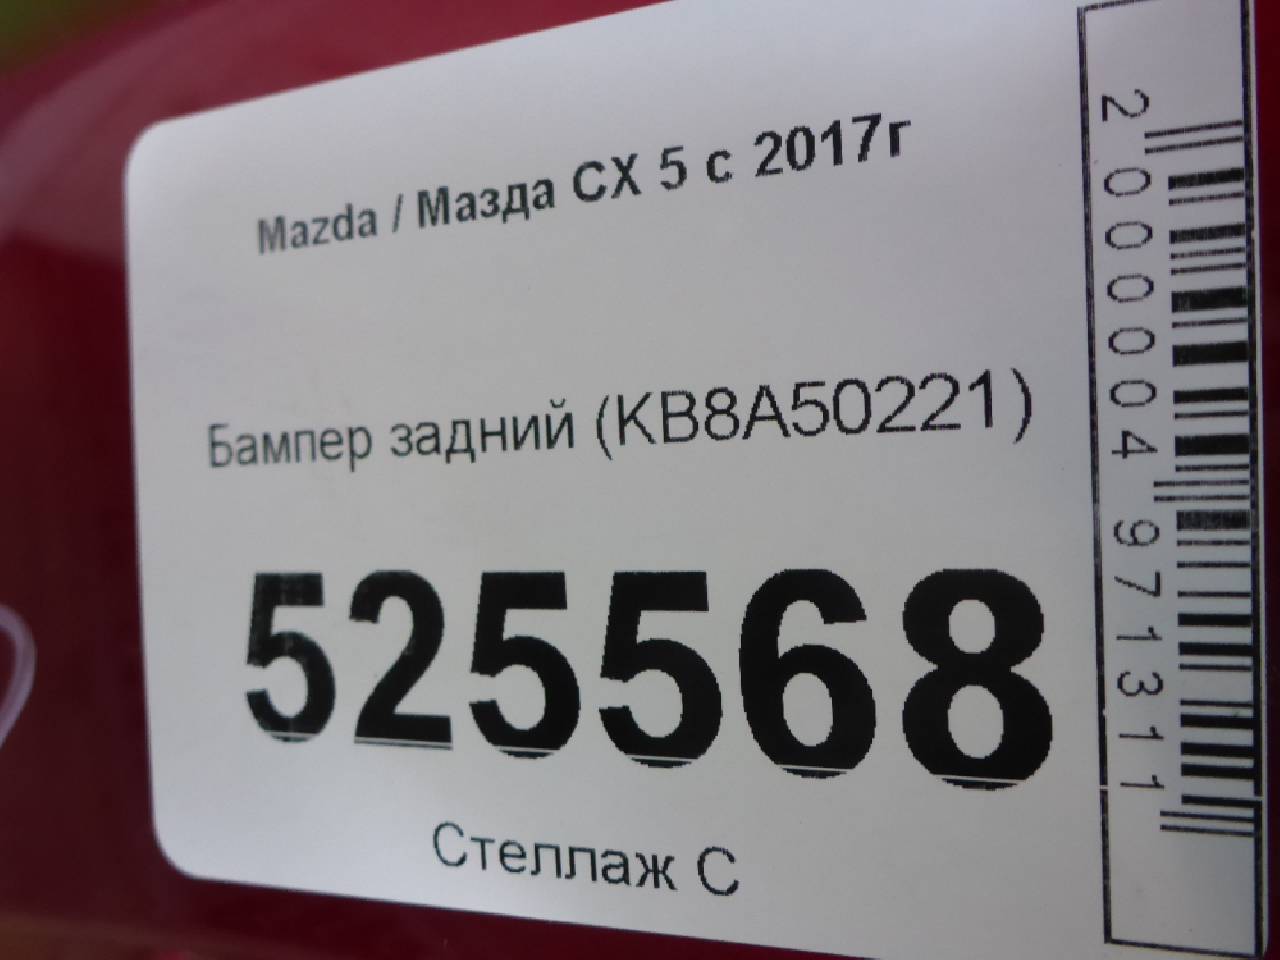 Mazda / Мазда CX 5 с 2017г
Бампер задний (KB8A50221)
525568
Стеллаж С
2000004971311